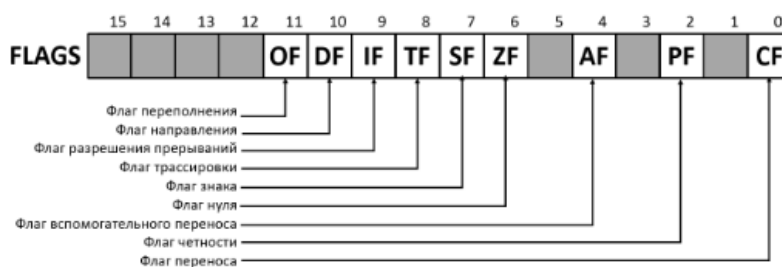 15 14 13 12 11 10 9 8 7 6 5 4 3 2 1 0
FLAGS OF DF IF TF SF ZF AF PF CF
Флаг переполнения
Флаг направления
Флаг разрешения прерываний
Флаг трассировки
Флаг знака
Флаг нуля
Флаг вспомогательного переноса
Флаг четности
Флаг переноса